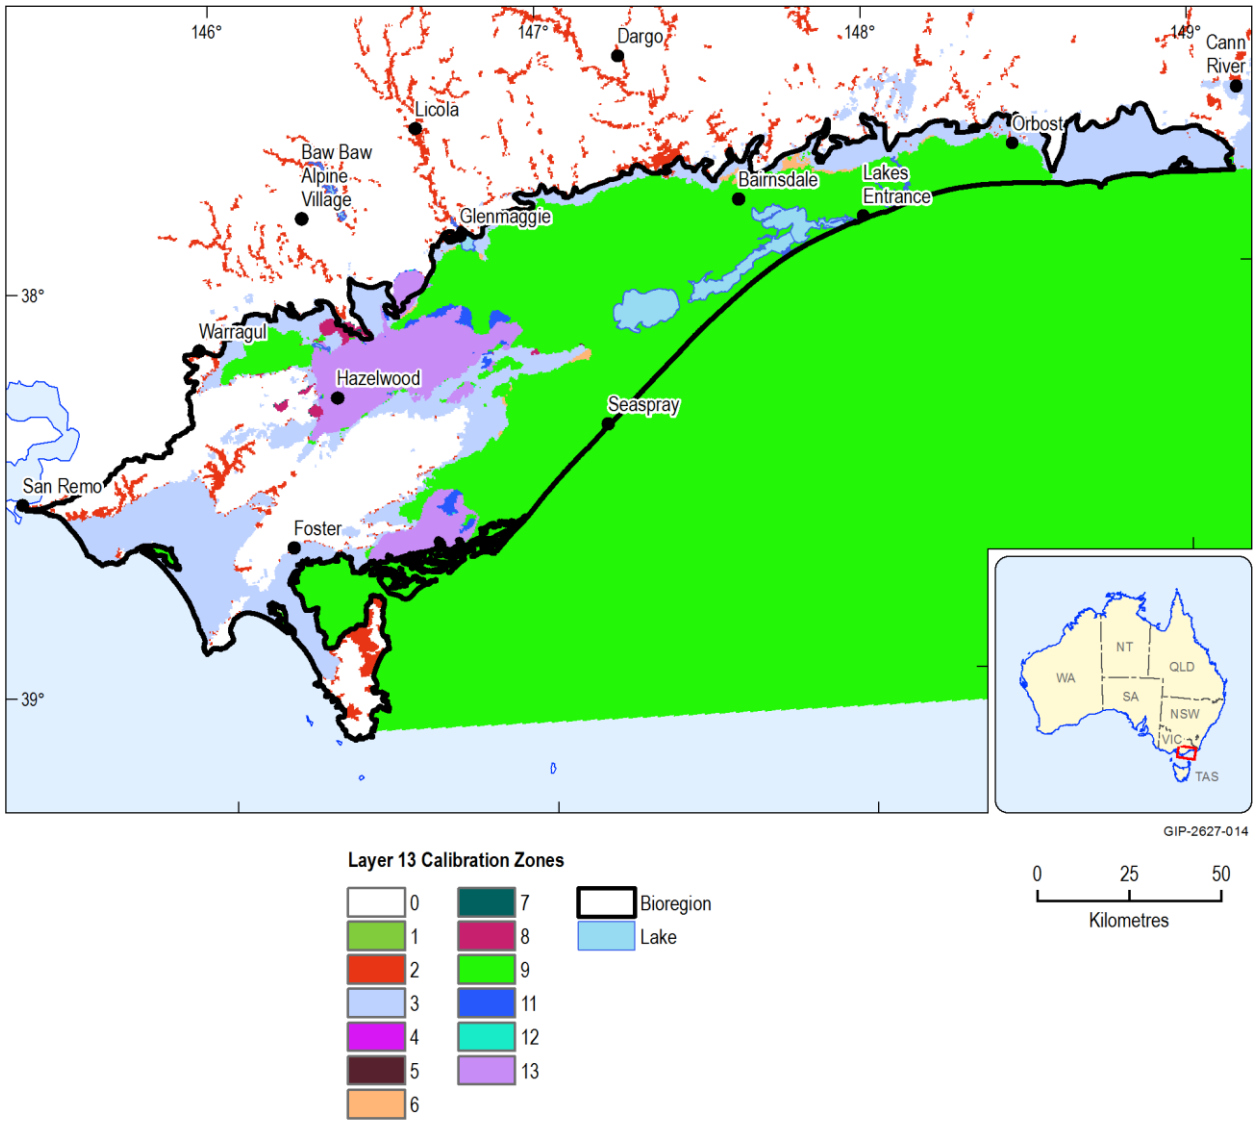 146°
147°
148°
149°
Dargo
Cann
River
Licola
Orbost
Baw Baw
Alpine
Village
Bairnsdale
Lakes
Entrance
Glenmaggie
38°
Warragul
Hazelwood
Seaspray
San Remo
Foster
39°
NT
QLD
WA
SA
NSW
VIC
TAS
GIP-2627-014
Layer 13 Calibration Zones
0
1
2
3
4
5
6
7
8
9
11
12
13
Bioregion
Lake
0 25 50
Kilometres